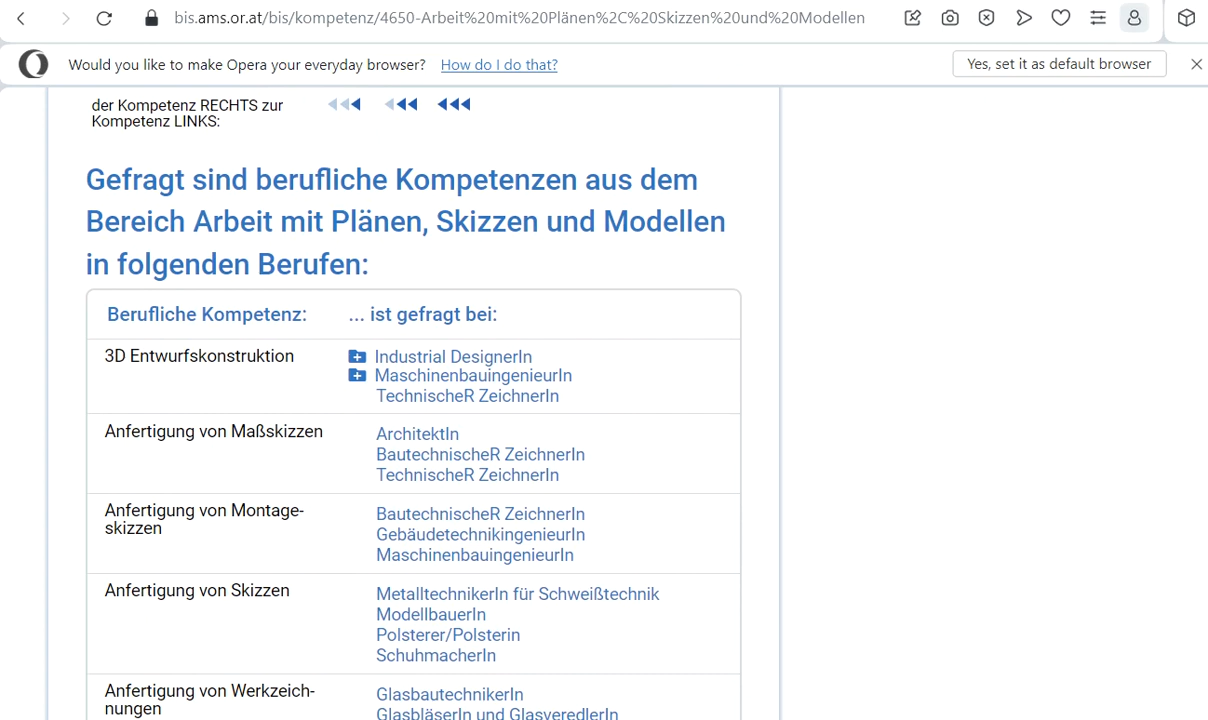 bis.ams.or.at/bis/kompetenz/4650-Arbeit%20mit%20Plänen%2C%20Skizzen%20und%20Modellen
Would you like to make Opera your everyday browser? How do I do that? Yes, set it as default browser
der Kompetenz RECHTS zur
Kompetenz LINKS:
Gefragt sind berufliche Kompetenzen aus dem
Bereich Arbeit mit Plänen, Skizzen und Modellen
in folgenden Berufen:
Berufliche Kompetenz: ... ist gefragt bei:
3D Entwurfskonstruktion Industrial DesignerIn
MaschinenbauingenieurIn
TechnischeR ZeichnerIn
Anfertigung von Maßskizzen ArchitektIn
BautechnischeR ZeichnerIn
TechnischeR ZeichnerIn
Anfertigung von Montage- BautechnischeR ZeichnerIn
skizzen GebäudetechnikingenieurIn
MaschinenbauingenieurIn
Anfertigung von Skizzen MetalltechnikerIn für Schweißtechnik
ModellbauerIn
Polsterer/Polsterin
SchuhmacherIn
Anfertigung von Werkzeich- GlasbautechnikerIn
nungen GlasbläserIn und GlasveredlerIn